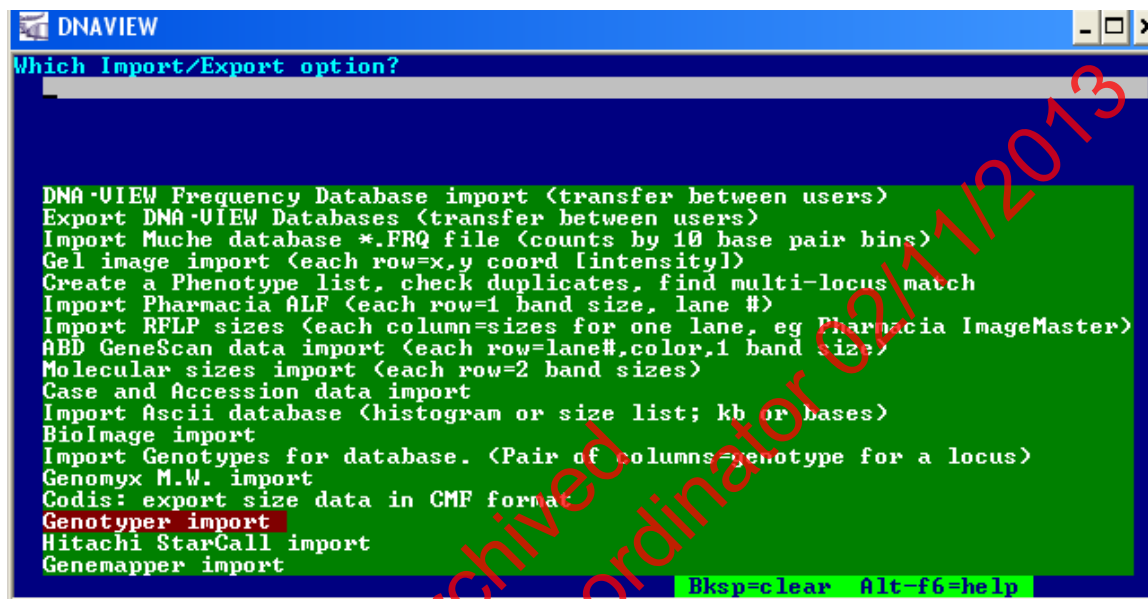 DNAVIEW
Which Import/Export option?
DNA·VIEW Frequency Database import (transfer between users)
Export DNA·VIEW Databases (transfer between users)
Import Muche database *.FRQ file (counts by 10 base pair bins)
Gel image import (each row=x,y coord [intensity])
Create a Phenotype list, check duplicates, find multi-locus match
Import Pharmacia ALF (each row=1 band size, lane #)
Import RFLP sizes (each column=sizes for one lane, eg Pharmacia ImageMaster)
ABD GeneScan data import (each row=lane#,color,1 band size)
Molecular sizes import (each row=2 band sizes)
Case and Accession data import
Import Ascii database (histogram or size list; kb or bases)
BioImage import
Import Genotypes for database. (Pair of columns=genotype for a locus)
Genomyx M.W. import
Codis: export size data in CMF format
Genotyper import
Hitachi StarCall import
Genemapper import
Bksp=clear Alt-f6=help
02/11/2013